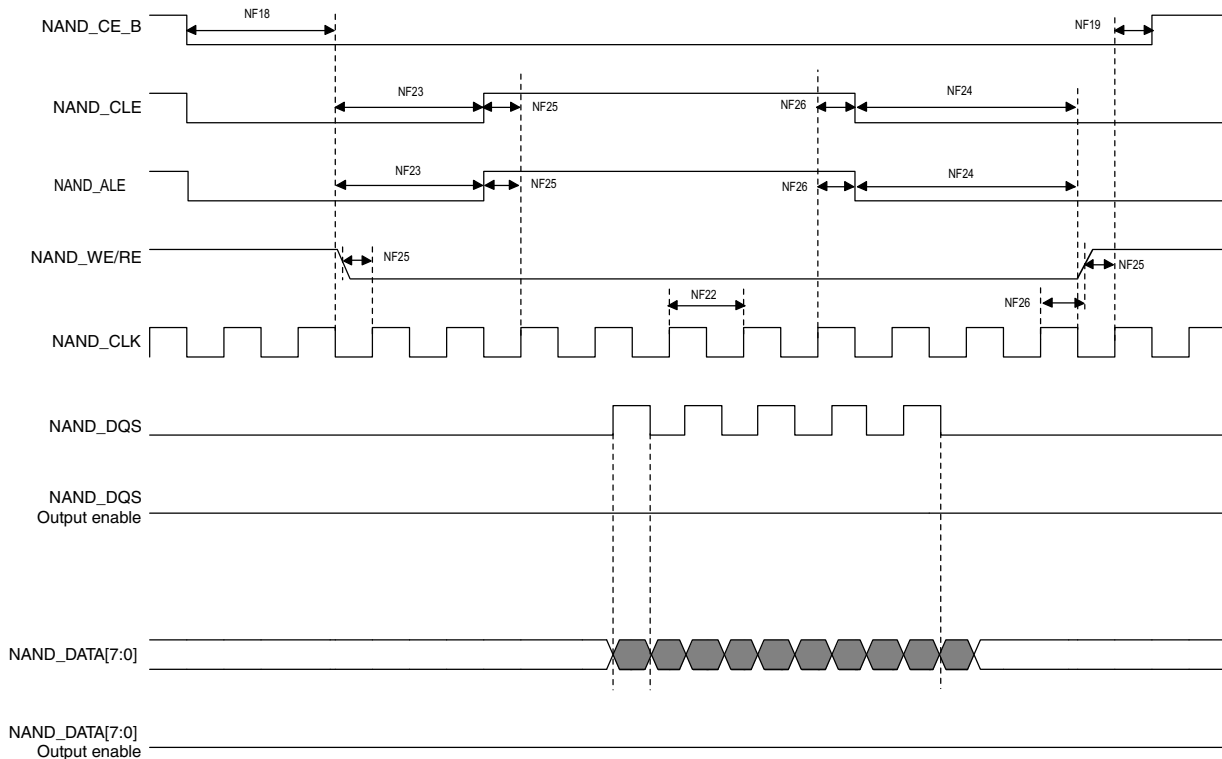 NF18
NAND_CE_B
NF19
NF23
NF25
NAND_CLE
NF26
NF24
NF23
NF25
NAND_ALE
NF26
NF24
NAND_WE/RE
NF25
NF25
NF22
NF26
NAND_CLK
NAND_DQS
NAND_DQS
Output enable
NAND_DATA[7:0]
NAND_DATA[7:0]
Output enable